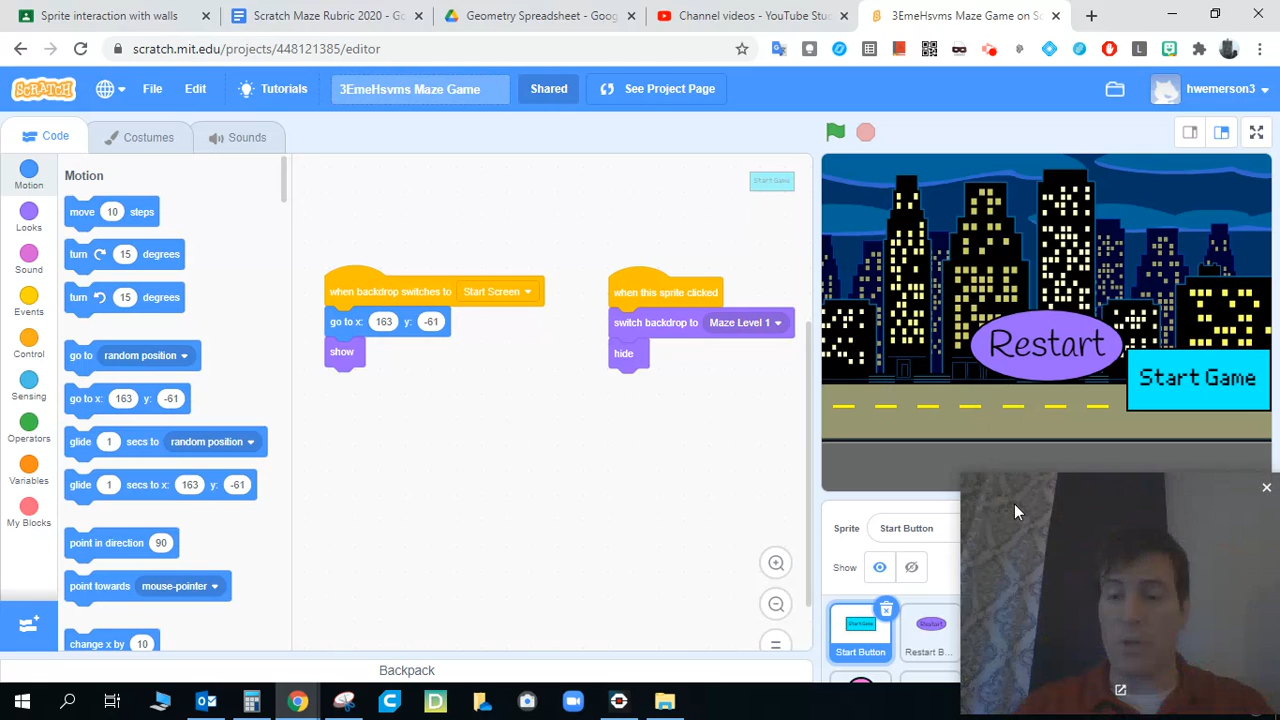 Sprite interaction with walls
Scratch Maze Rubric 2020 - Go
Geometry Spreadsheet - Goog
Channel videos - YouTube Stu
3EmeHsvms Maze Game on Sc
scratch.mit.edu/projects/448121385/editor
SCRATCH File Edit Tutorials 3EmeHsvms Maze Game Shared See Project Page hwemerson3
Code Costumes Sounds
Motion
Looks
Sound
Events
Control
Sensing
Operators
Variables
My Blocks
Motion
move 10 steps
turn 15 degrees
turn 15 degrees
go to random position
go to x: 163 y: -61
glide 1 secs to random position
glide 1 secs to x: 163 y: -61
point in direction 90
point towards mouse-pointer
change x by 10
when backdrop switches to Start Screen
go to x: 163 y: -61
show
when this sprite clicked
switch backdrop to Maze Level 1
hide
Start Game
Restart
Start Game
Sprite Start Button
Show
Start Game
Start Button
Restart
Restart B...
Backpack